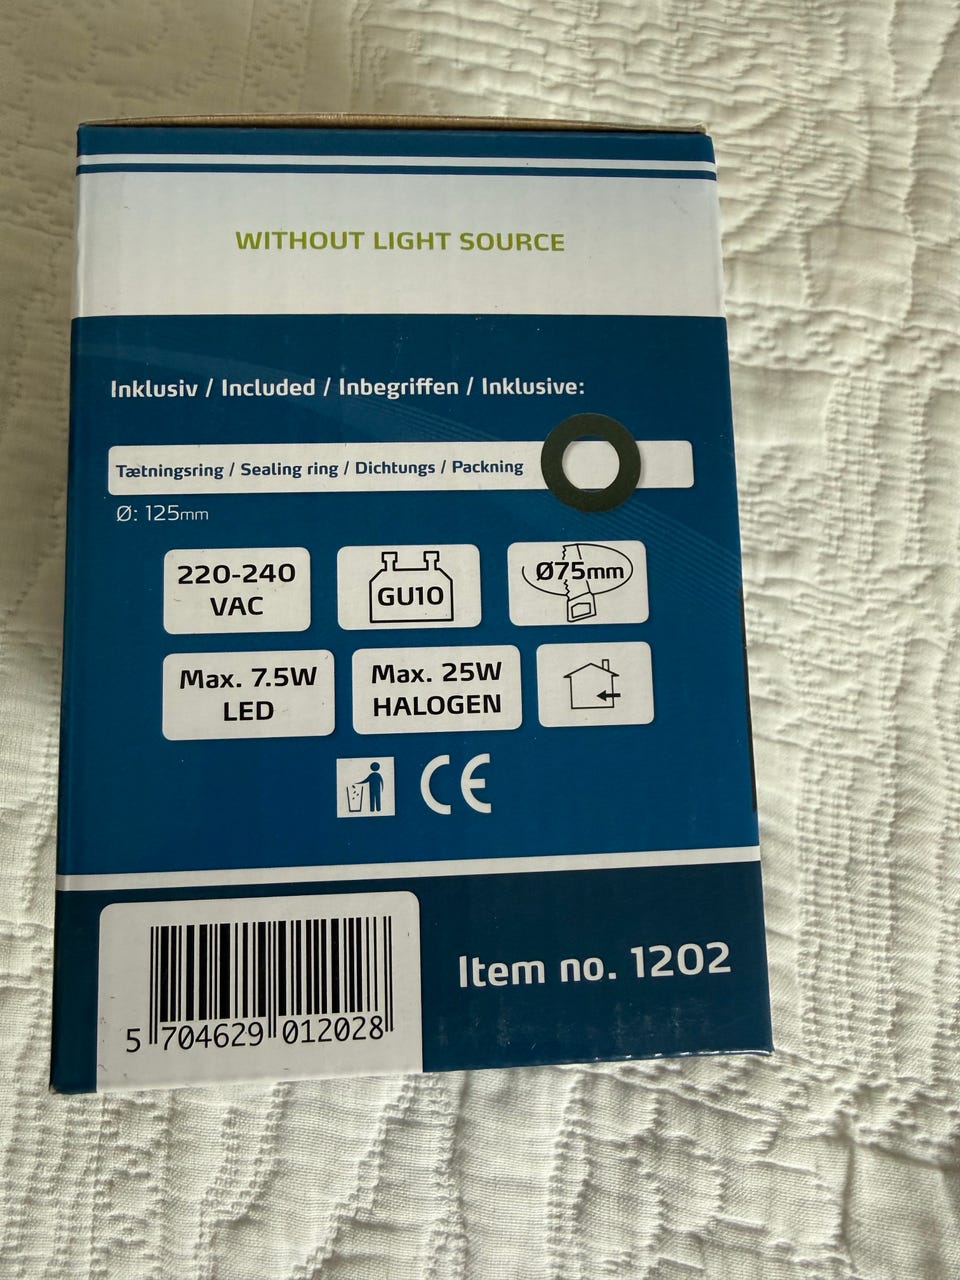 WITHOUT LIGHT SOURCE
Inklusiv / Included / Inbegriffen / Inklusive:
Tætningsring / Sealing ring / Dichtungs / Packning
Ø: 125mm
220-240
VAC
GU10
Ø75mm
Max. 7.5W
LED
Max. 25W
HALOGEN
CE
Item no. 1202
5 704629 012028